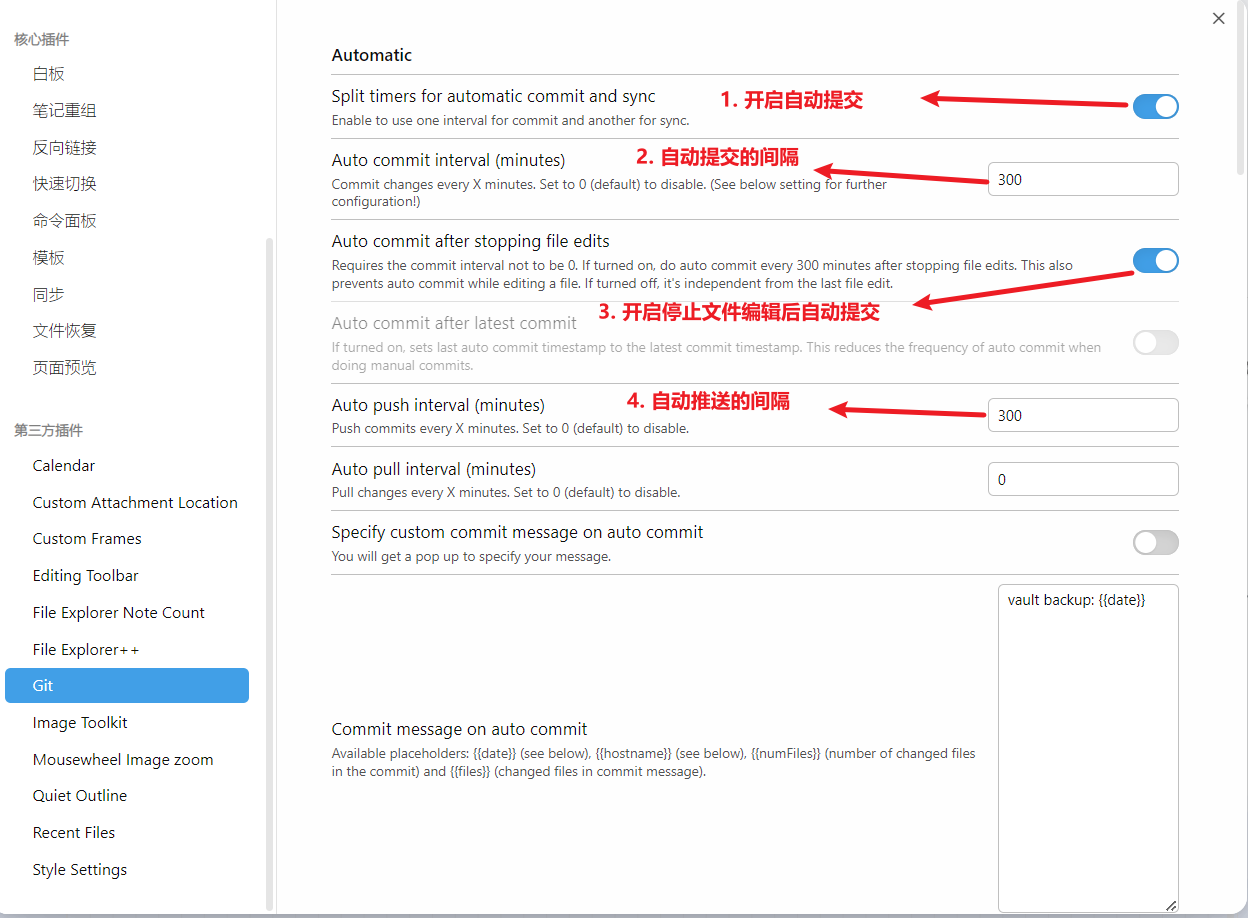 核心插件
白板
笔记重组
反向链接
快速切换
命令面板
模板
同步
文件恢复
页面预览
第三方插件
Calendar
Custom Attachment Location
Custom Frames
Editing Toolbar
File Explorer Note Count
File Explorer++
Git
Image Toolkit
Mousewheel Image zoom
Quiet Outline
Recent Files
Style Settings
Automatic
Split timers for automatic commit and sync
1. 开启自动提交
Enable to use one interval for commit and another for sync.
Auto commit interval (minutes)
2. 自动提交的间隔
Commit changes every X minutes. Set to 0 (default) to disable. (See below setting for further
configuration!)
300
Auto commit after stopping file edits
Requires the commit interval not to be 0. If turned on, do auto commit every 300 minutes after stopping file edits. This also
prevents auto commit while editing a file. If turned off, it's independent from the last file edit.
3. 开启停止文件编辑后自动提交
Auto commit after latest commit
If turned on, sets last auto commit timestamp to the latest commit timestamp. This reduces the frequency of auto commit when
doing manual commits.
Auto push interval (minutes)
4. 自动推送的间隔
Push commits every X minutes. Set to 0 (default) to disable.
300
Auto pull interval (minutes)
Pull changes every X minutes. Set to 0 (default) to disable.
0
Specify custom commit message on auto commit
You will get a pop up to specify your message.
vault backup: {{date}}
Commit message on auto commit
Available placeholders: {{date}} (see below), {{hostname}} (see below), {{numFiles}} (number of changed files
in the commit) and {{files}} (changed files in commit message).